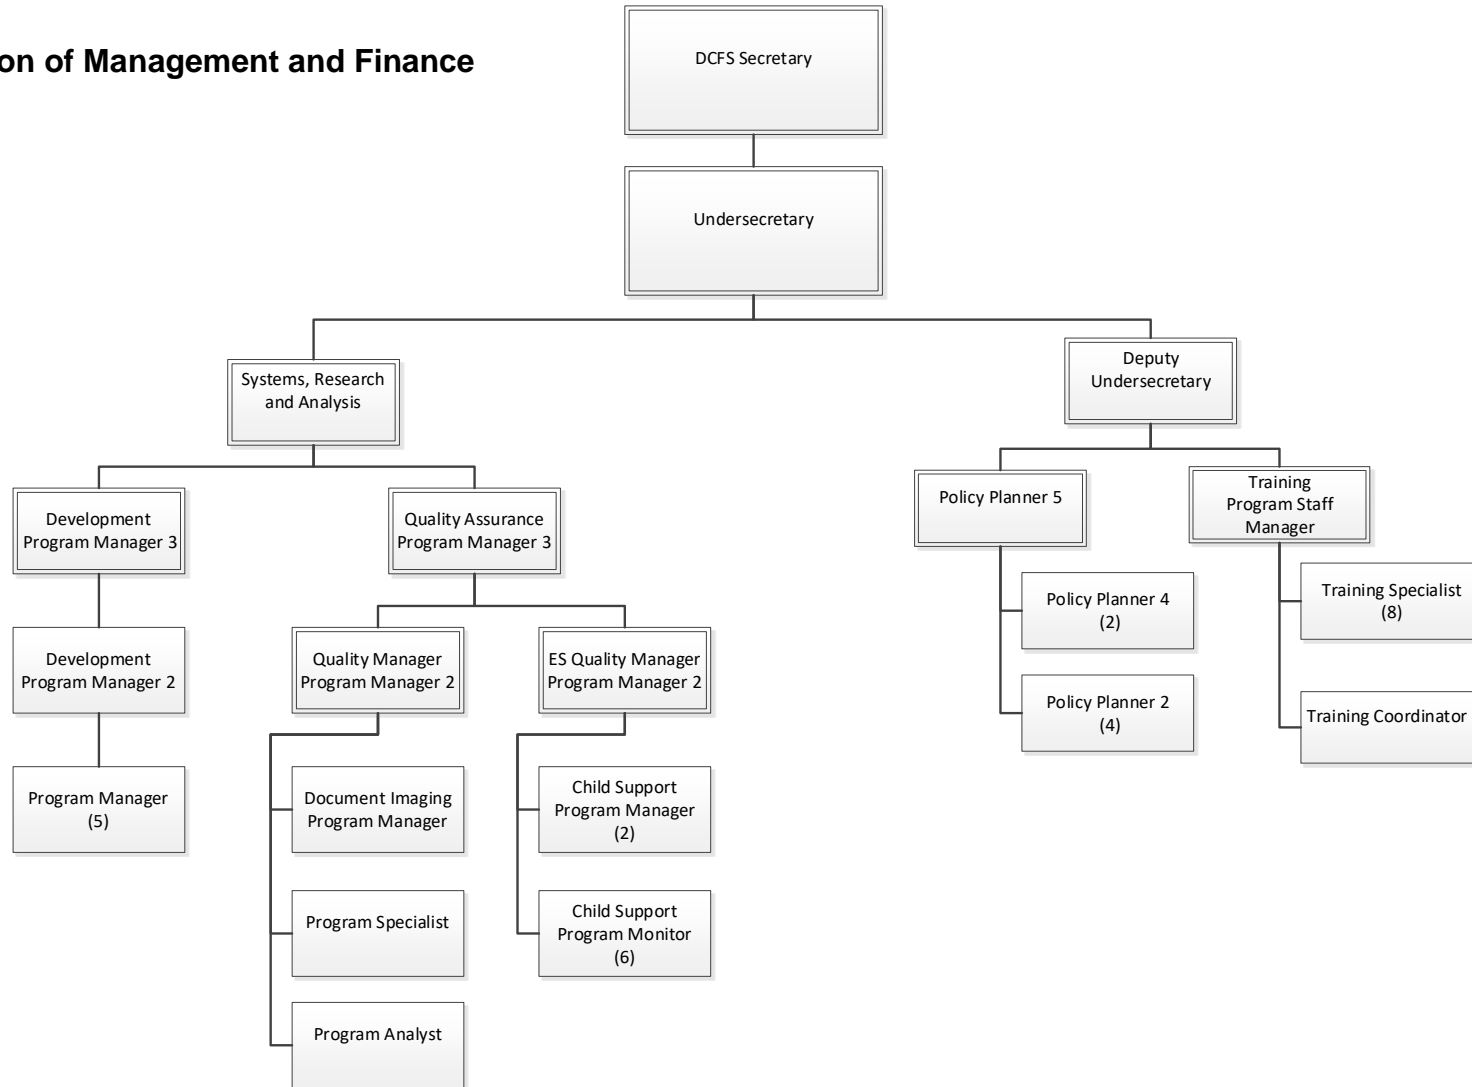 on of Management and Finance
DCFS Secretary
Undersecretary
Systems, Research
and Analysis
Deputy
Undersecretary
Development
Program Manager 3
Quality Assurance
Program Manager 3
Policy Planner 5
Training
Program Staff
Manager
Development
Program Manager 2
Quality Manager
Program Manager 2
ES Quality Manager
Program Manager 2
Policy Planner 4
(2)
Training Specialist
(8)
Policy Planner 2
(4)
Training Coordinator
Program Manager
(5)
Document Imaging
Program Manager
Child Support
Program Manager
(2)
Program Specialist
Child Support
Program Monitor
(6)
Program Analyst